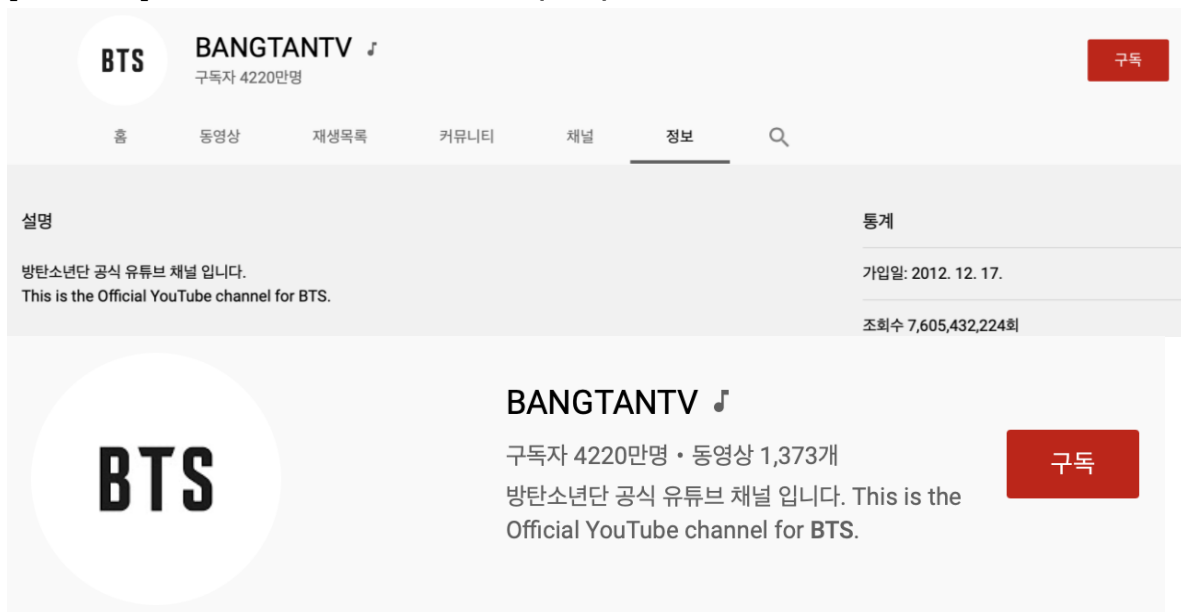 BTS
BANGTANTV
구독자 4220만명
구독
홈 동영상 재생목록 커뮤니티 채널 정보
설명
통계
방탄소년단 공식 유튜브 채널 입니다.
This is the Official YouTube channel for BTS.
가입일: 2012. 12. 17.
조회수 7,605,432,224회
BTS
BANGTANTV
구독자 4220만명 • 동영상 1,373개
방탄소년단 공식 유튜브 채널 입니다. This is the
Official YouTube channel for BTS.
구독